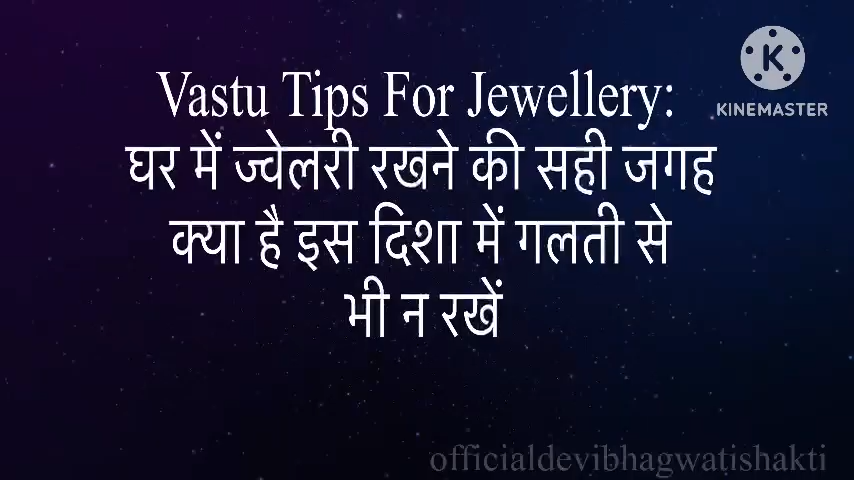 Vastu Tips For Jewellery:
घर में ज्वेलरी रखने की सही जगह
क्या है इस दिशा में गलती से
भी न रखें
K
KINEMASTER
officialdevibhagwatishakti